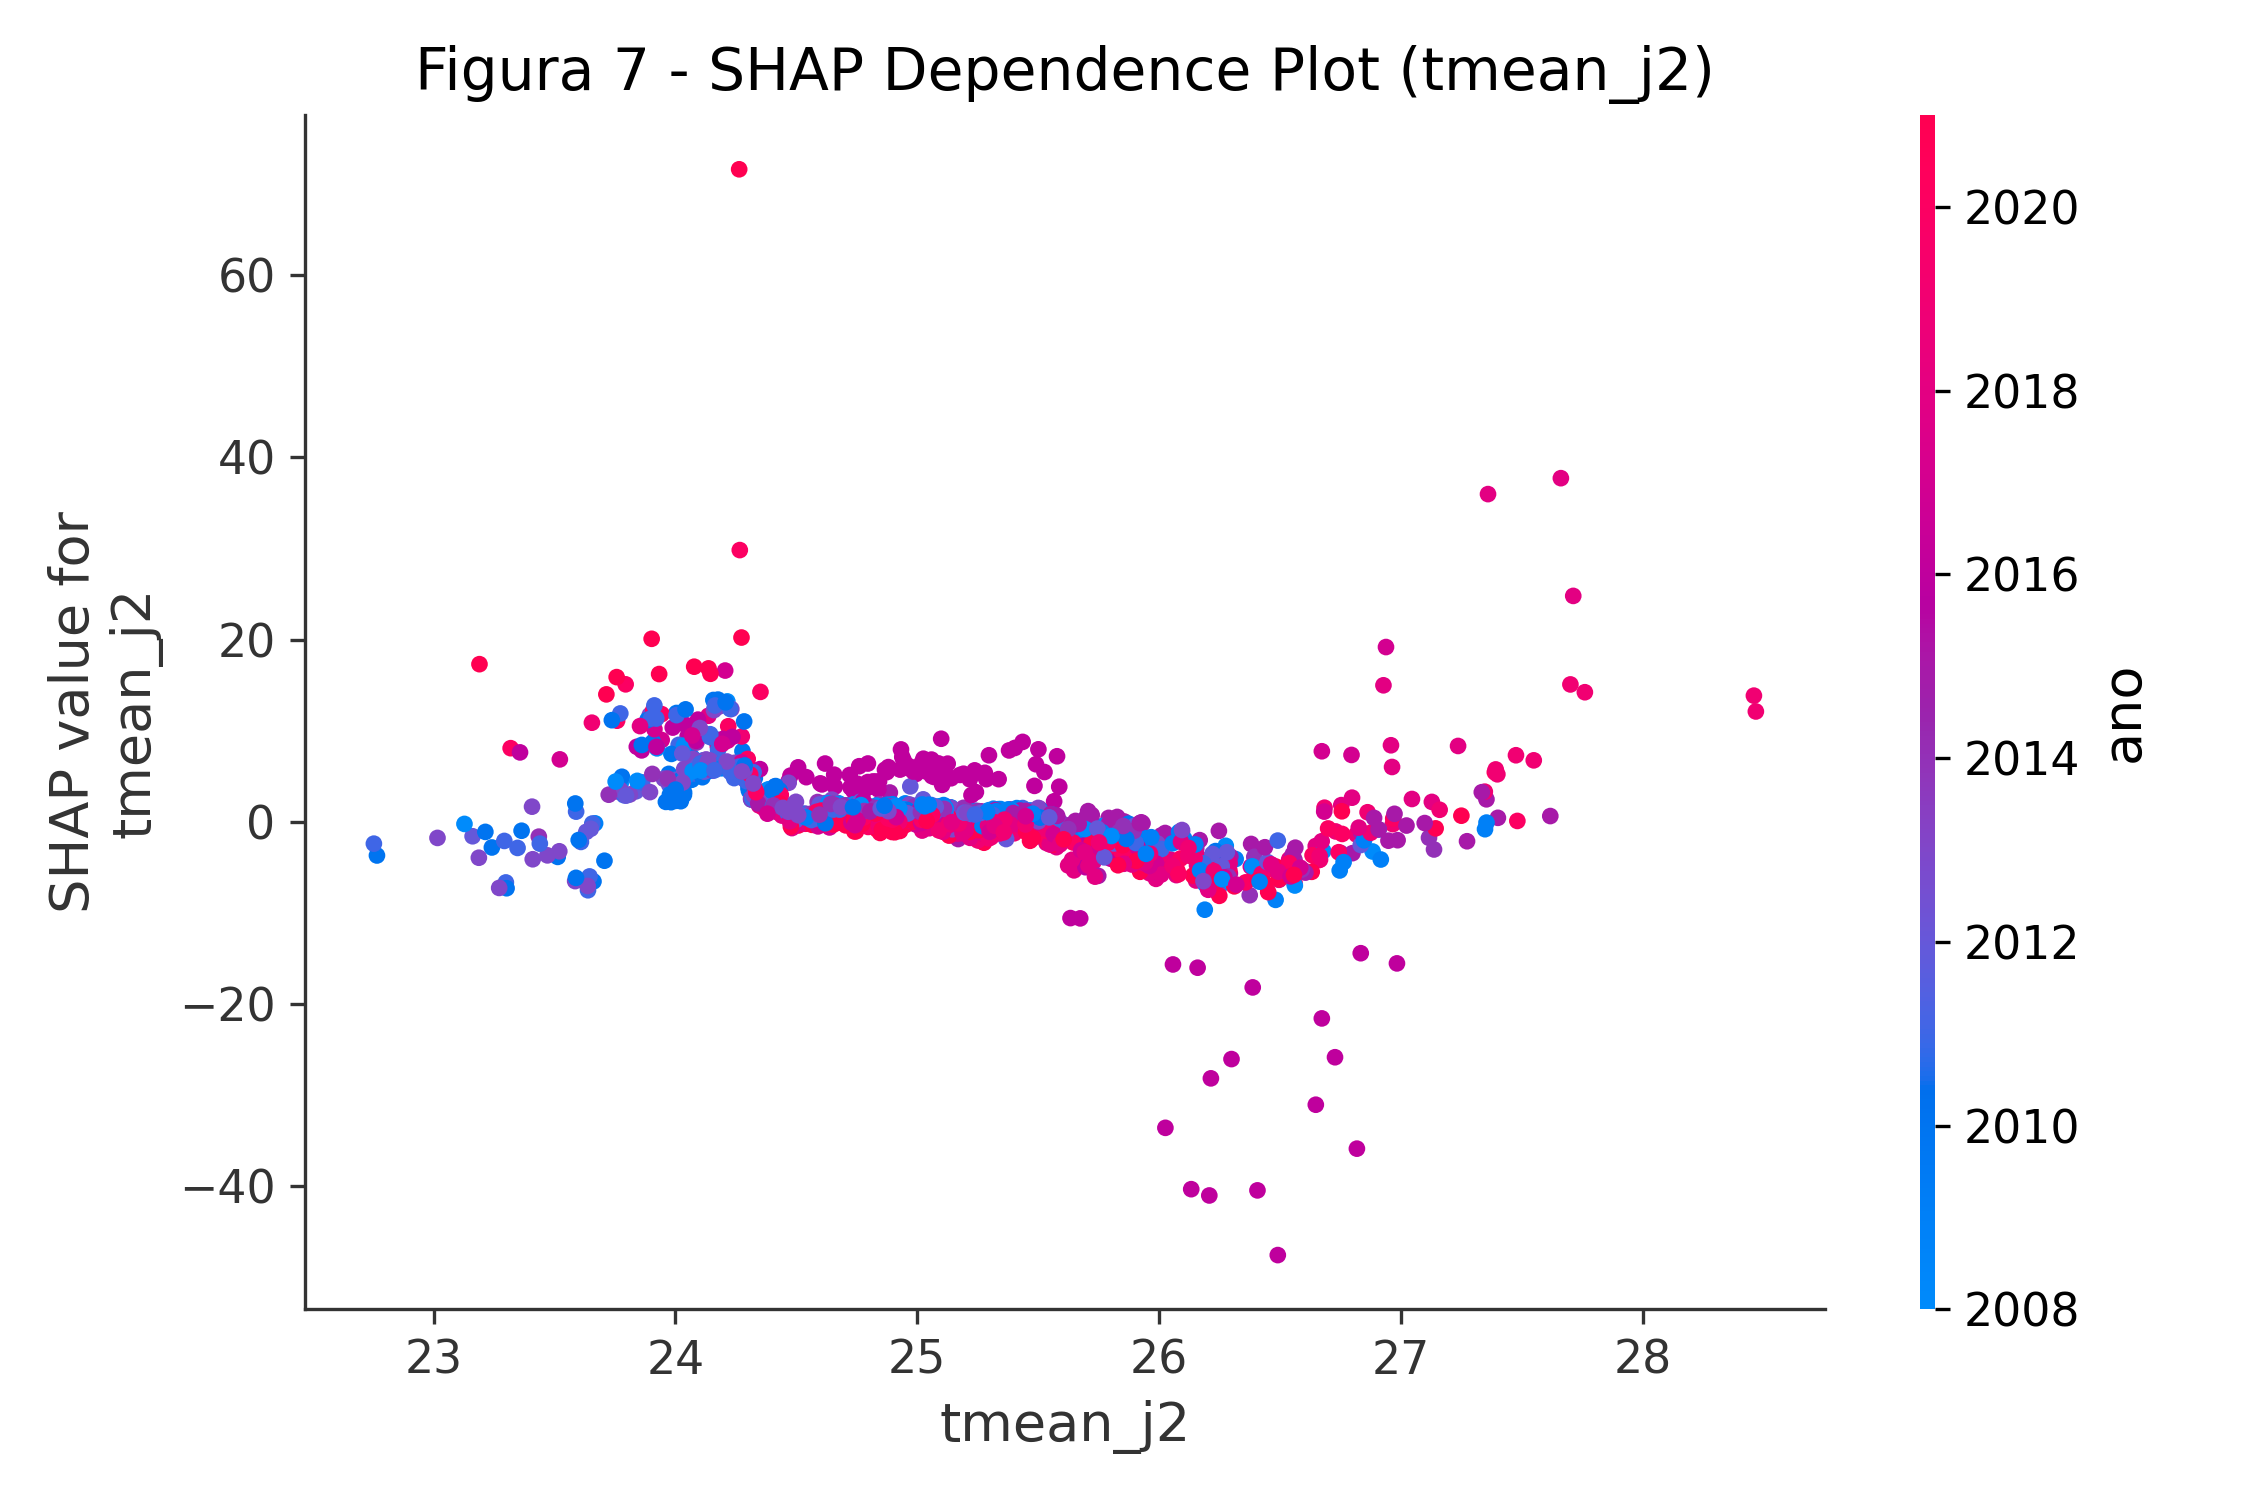 Figura 7 - SHAP Dependence Plot (tmean_j2)
SHAP value for
tmean_j2
60
40
20
0
−20
−40
23 24 25 26 27 28
tmean_j2
2020
2018
2016
2014
2012
2010
2008
ano